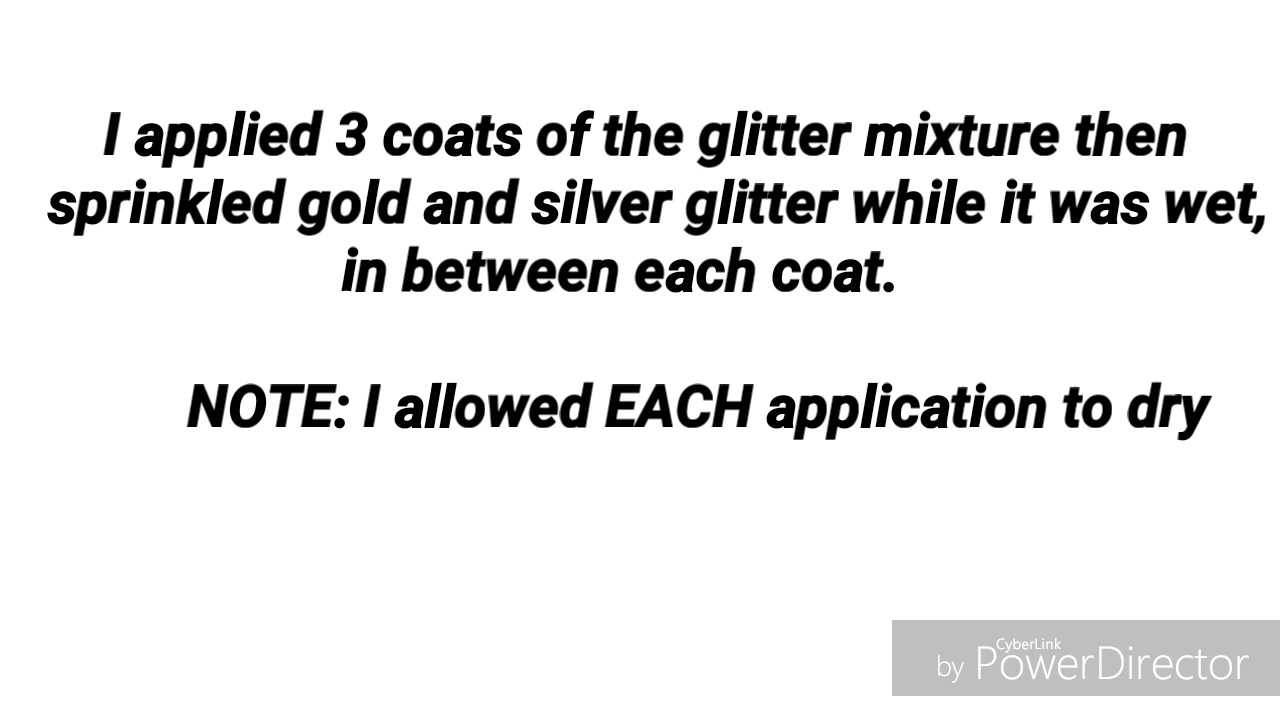 I applied 3 coats of the glitter mixture then
sprinkled gold and silver glitter while it was wet,
in between each coat.
NOTE: I allowed EACH application to dry
CyberLink
by PowerDirector